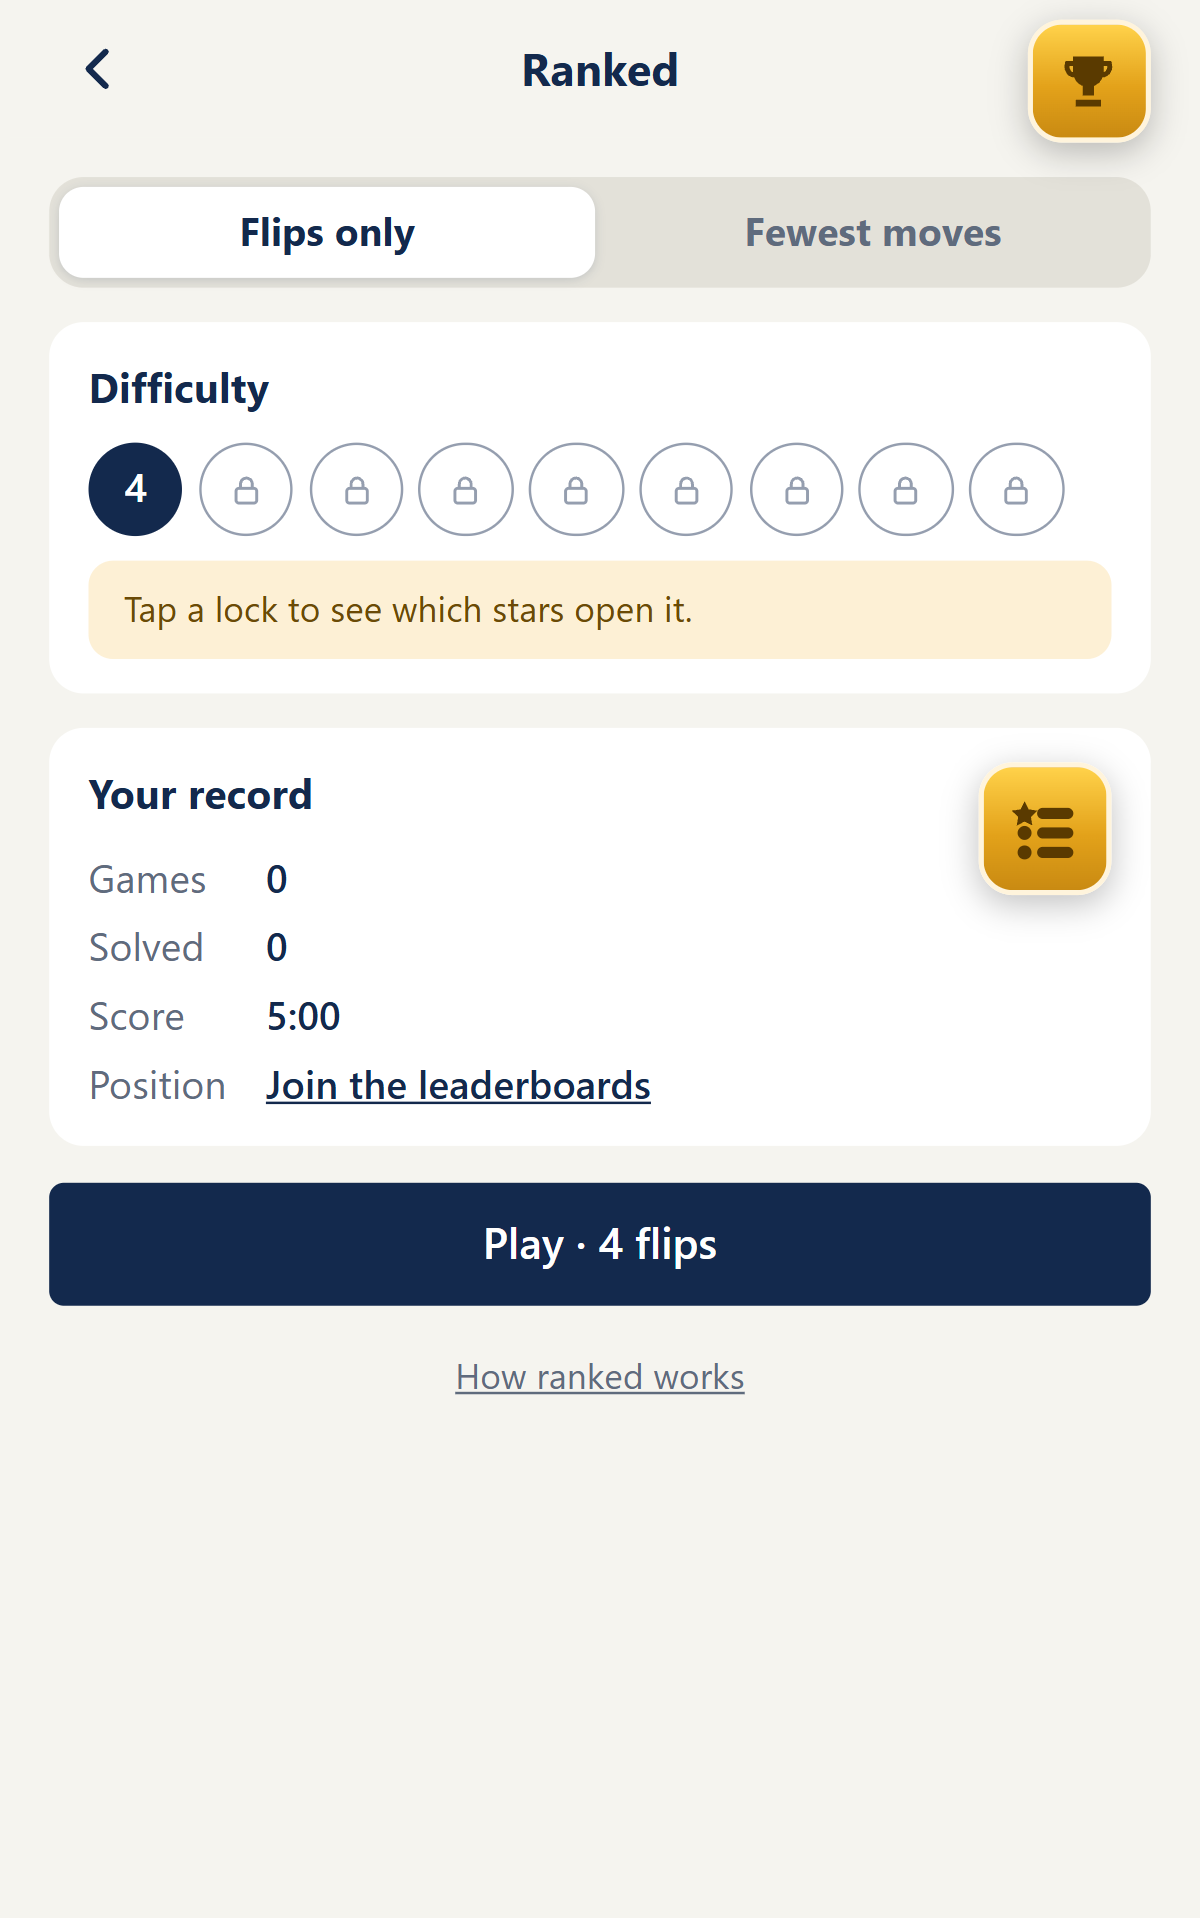 Ranked
Flips only
Fewest moves
Difficulty
4
Tap a lock to see which stars open it.
Your record
Games 0
Solved 0
Score 5:00
Position Join the leaderboards
Play · 4 flips
How ranked works